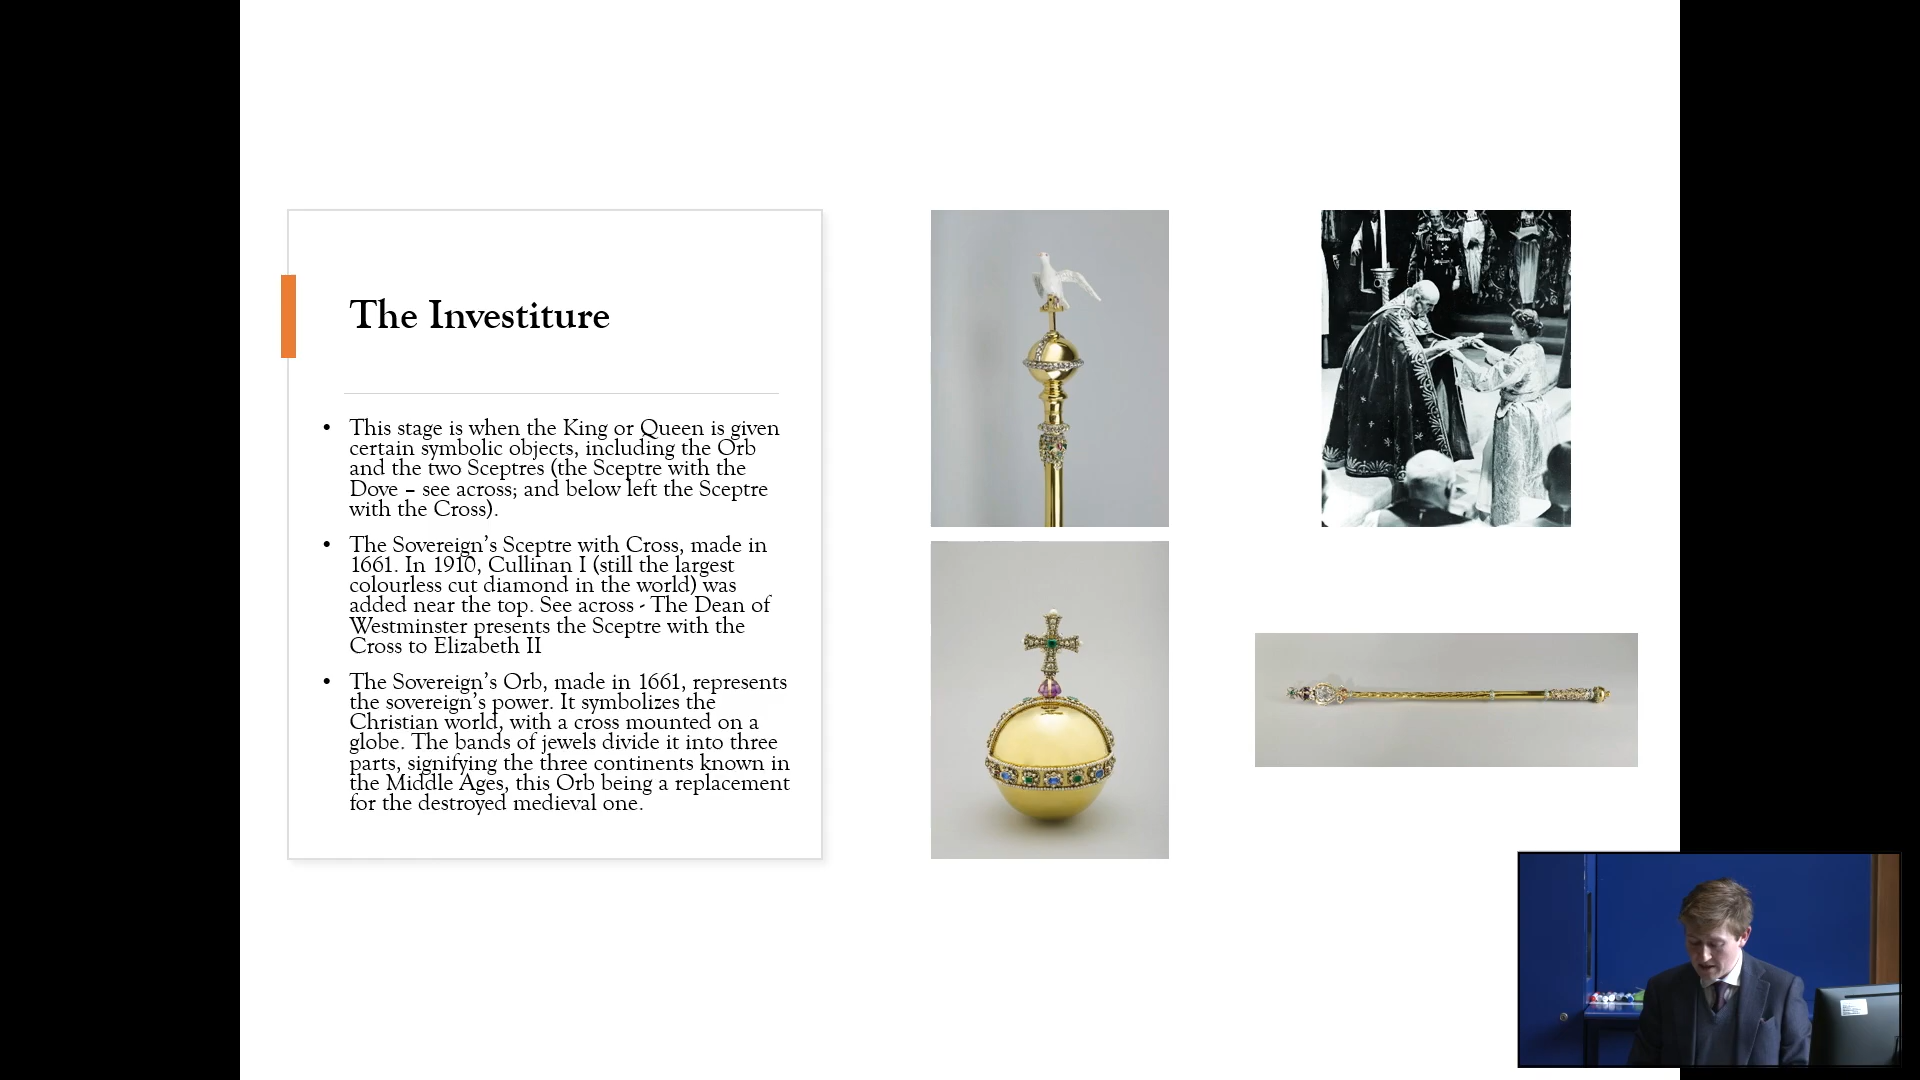 The Investiture
• This stage is when the King or Queen is given
certain symbolic objects, including the Orb
and the two Sceptres (the Sceptre with the
Dove – see across; and below left the Sceptre
with the Cross).
• The Sovereign's Sceptre with Cross, made in
1661. In 1910, Cullinan I (still the largest
colourless cut diamond in the world) was
added near the top. See across - The Dean of
Westminster presents the Sceptre with the
Cross to Elizabeth II
• The Sovereign's Orb, made in 1661, represents
the sovereign's power. It symbolizes the
Christian world, with a cross mounted on a
globe. The bands of jewels divide it into three
parts, signifying the three continents known in
the Middle Ages, this Orb being a replacement
for the destroyed medieval one.